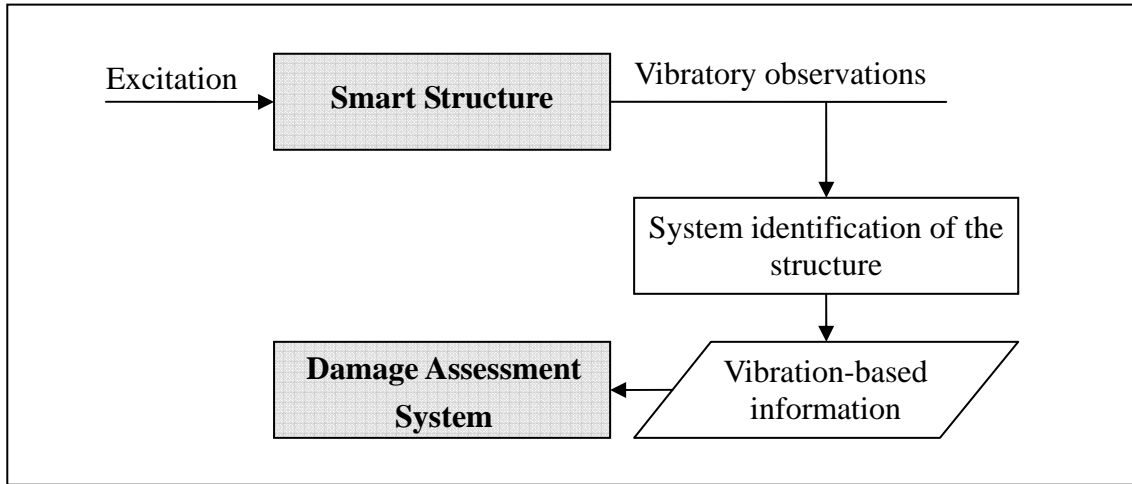 Excitation
Smart Structure
Vibratory observations
System identification of the
structure
Vibration-based
information
Damage Assessment
System